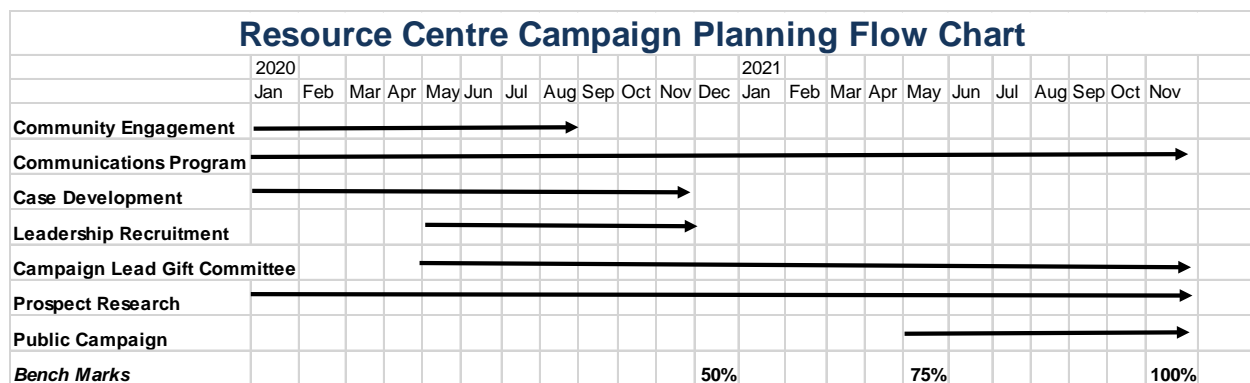 Resource Centre Campaign Planning Flow Chart
2020 2021
Jan Feb Mar Apr May Jun Jul Aug Sep Oct Nov Dec Jan Feb Mar Apr May Jun Jul Aug Sep Oct Nov
Community Engagement
Communications Program
Case Development
Leadership Recruitment
Campaign Lead Gift Committee
Prospect Research
Public Campaign
Bench Marks 50% 75% 100%